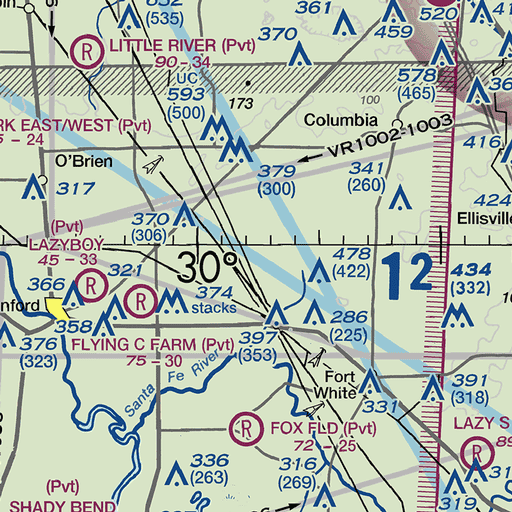 632
(535)
361
459
520
LITTLE RIVER (Pvt)
90-34
370
UC
593
(500)
173
578
(465)
100
Columbia
RK EAST/WEST (Pvt)
- 24
VR1002-1003
416
O'Brien
379
(300)
341
(260)
317
370
(306)
424
Ellisville
(Pvt)
LAZYBOY
45 - 33
30°
478
(422)
12
434
(332)
366
321
374
stacks
nford
358
286
(225)
376
(323)
FLYING C FARM (Pvt)
75 - 30
397
(353)
Santa
Fe River
Fort
White
331
391
(318)
FOX FLD (Pvt)
72 - 25
LAZY S
336
(263)
316
(269)
(Pvt)
SHADY BEND
319